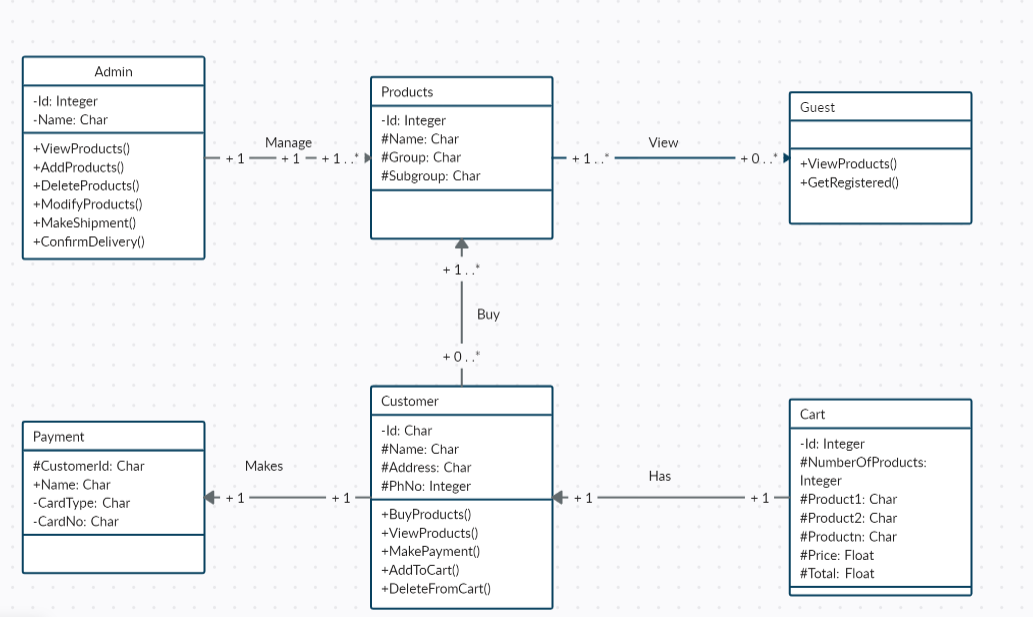 Admin
-Id: Integer
-Name: Char
+ViewProducts()
+AddProducts()
+DeleteProducts()
+ModifyProducts()
+MakeShipment()
+ConfirmDelivery()
Manage
+1
+1
+1..*
Products
-Id: Integer
#Name: Char
#Group: Char
#Subgroup: Char
View
+1..*
+0..*
Guest
+ViewProducts()
+GetRegistered()
+1..*
Buy
+0..*
Payment
#CustomerId: Char
+Name: Char
-CardType: Char
-CardNo: Char
Makes
+1
+1
Customer
-Id: Char
#Name: Char
#Address: Char
#PhNo: Integer
+BuyProducts()
+ViewProducts()
+MakePayment()
+AddToCart()
+DeleteFromCart()
Has
+1
+1
Cart
-Id: Integer
#NumberOfProducts:
Integer
#Product1: Char
#Product2: Char
#Productn: Char
#Price: Float
#Total: Float